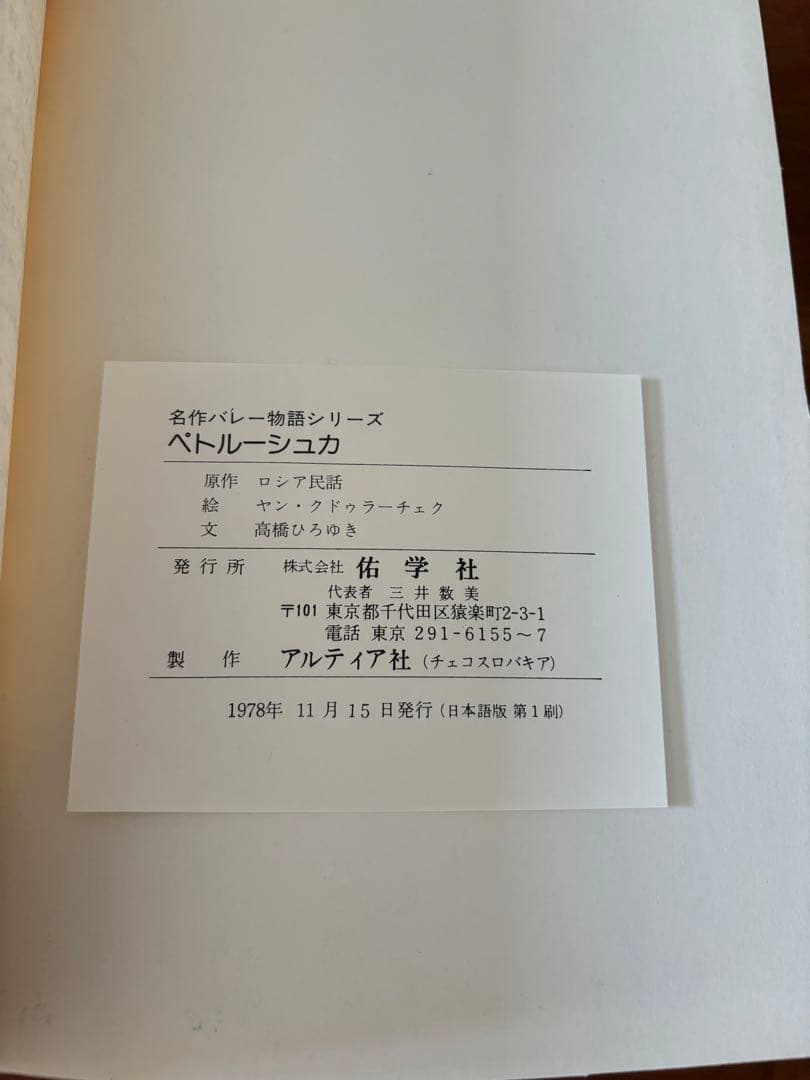 名作バレー物語シリーズ
ペトルーシュカ
原作 ロシア民話
絵 ヤン・クドゥラーチェク
文 高橋ひろゆき
発行所 株式会社 佑学社
代表者 三井数美
〒101 東京都千代田区猿楽町2-3-1
電話 東京 291-6155〜7
製作 アルティア社(チェコスロバキア)
1978年 11月15日発行(日本語版 第1刷)